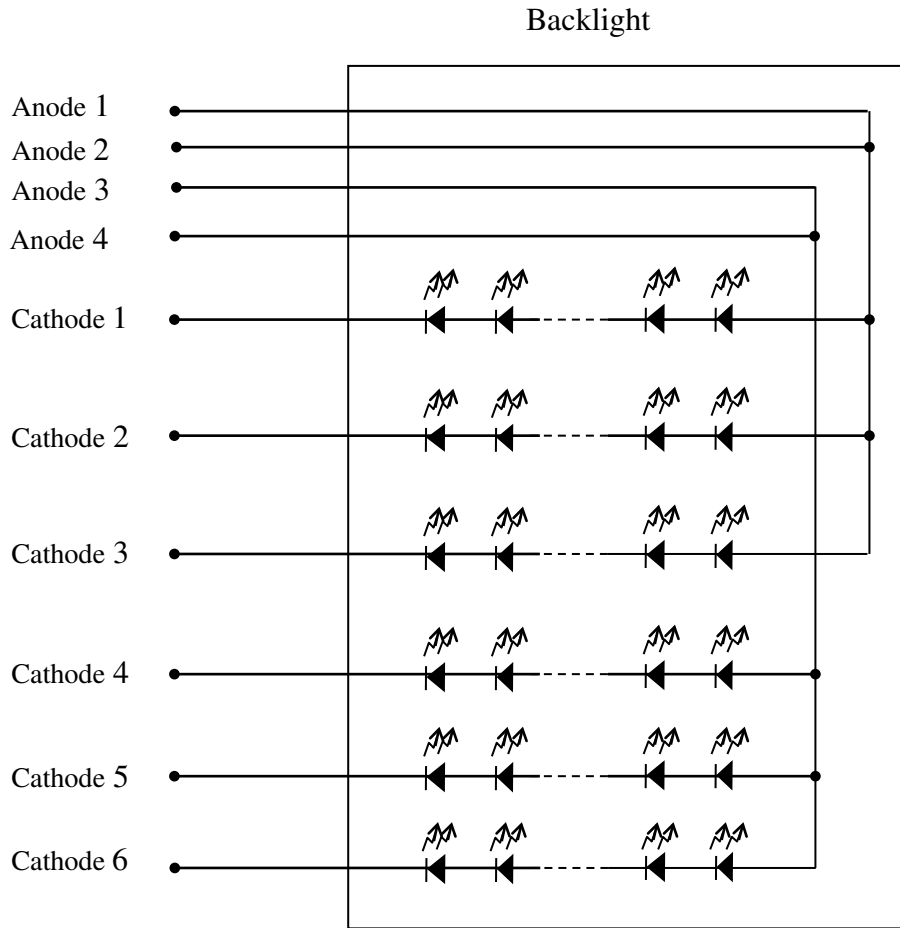 Backlight
Anode 1
Anode 2
Anode 3
Anode 4
Cathode 1
Cathode 2
Cathode 3
Cathode 4
Cathode 5
Cathode 6